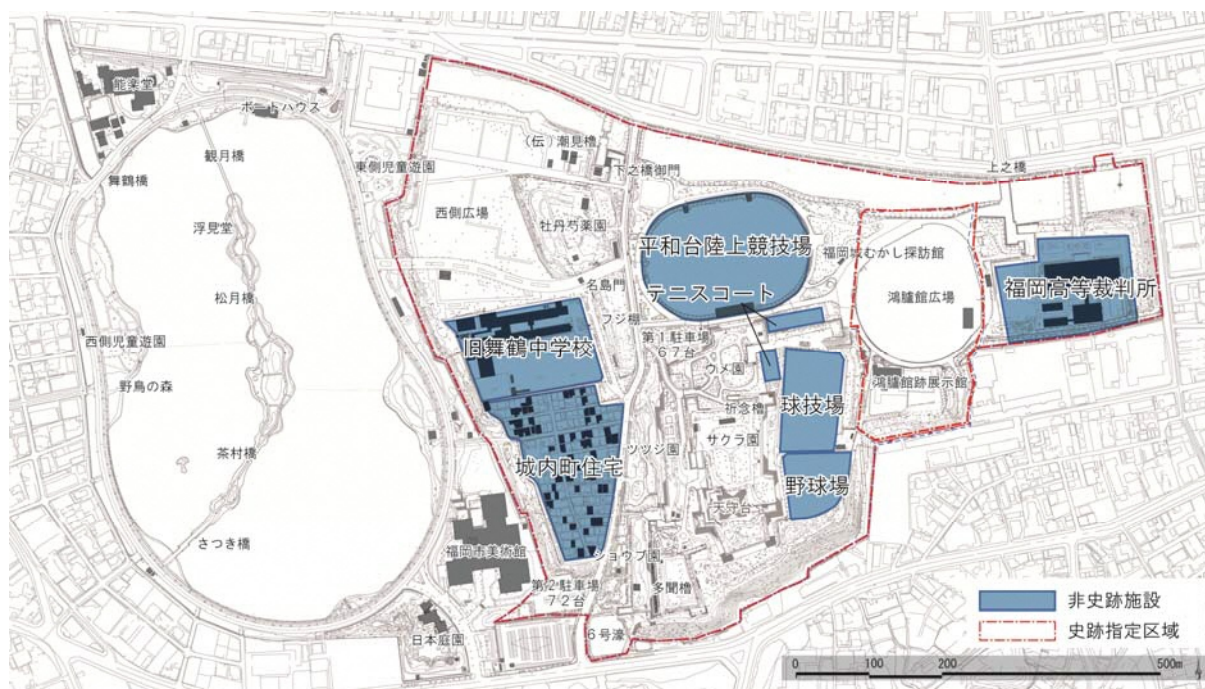 能楽堂
ボートハウス
観月橋
舞鶴橋
東側児童遊園
(伝)潮見櫓
下之橋御門
上之橋
西側広場
牡丹芍薬園
浮見堂
平和台陸上競技場
福岡城むかし探訪館
松月橋
名島門
テニスコート
鴻臚館広場
福岡高等裁判所
フジ棚
西側児童遊園
旧舞鶴中学校
第1駐車場
67台
ウメ園
野鳥の森
鴻臚館跡展示館
祈念櫓
球技場
サクラ園
茶村橋
城内町住宅
ツツジ園
野球場
天守台
さつき橋
福岡市美術館
ショウブ園
第2駐車場
72台
多聞櫓
6号濠
日本庭園
非史跡施設
史跡指定区域
0 100 200 500m